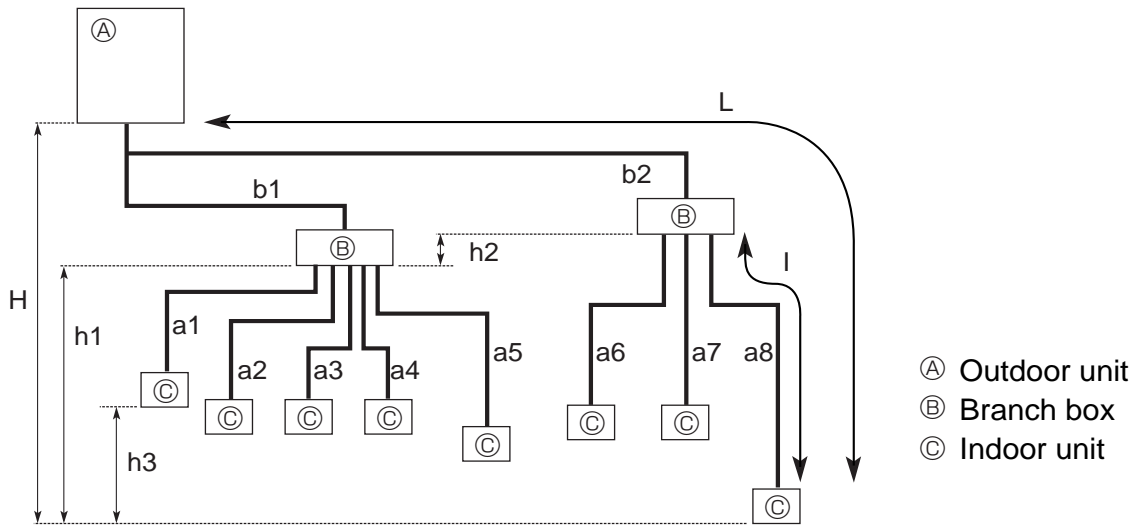 Ⓐ
L
b1
b2
Ⓑ
Ⓑ
h2
l
H
h1
a1
a2
a3
a4
a5
a6
a7
a8
Ⓒ
Ⓒ
Ⓒ
Ⓒ
Ⓒ
Ⓒ
Ⓒ
h3
Ⓒ
Ⓐ Outdoor unit
Ⓑ Branch box
Ⓒ Indoor unit